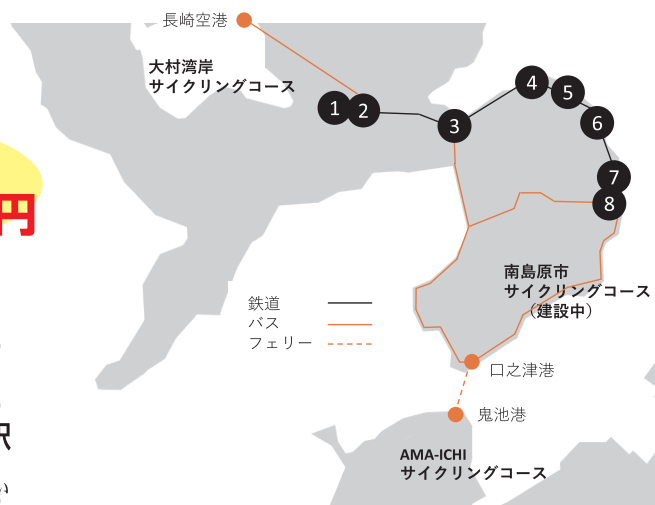 長崎空港
大村湾岸
サイクリングコース
1
2
3
4
5
6
7
8
円
南島原市
サイクリングコース
（建設中）
鉄道
バス
フェリー
口之津港
鬼池港
AMA-ICHI
サイクリングコース